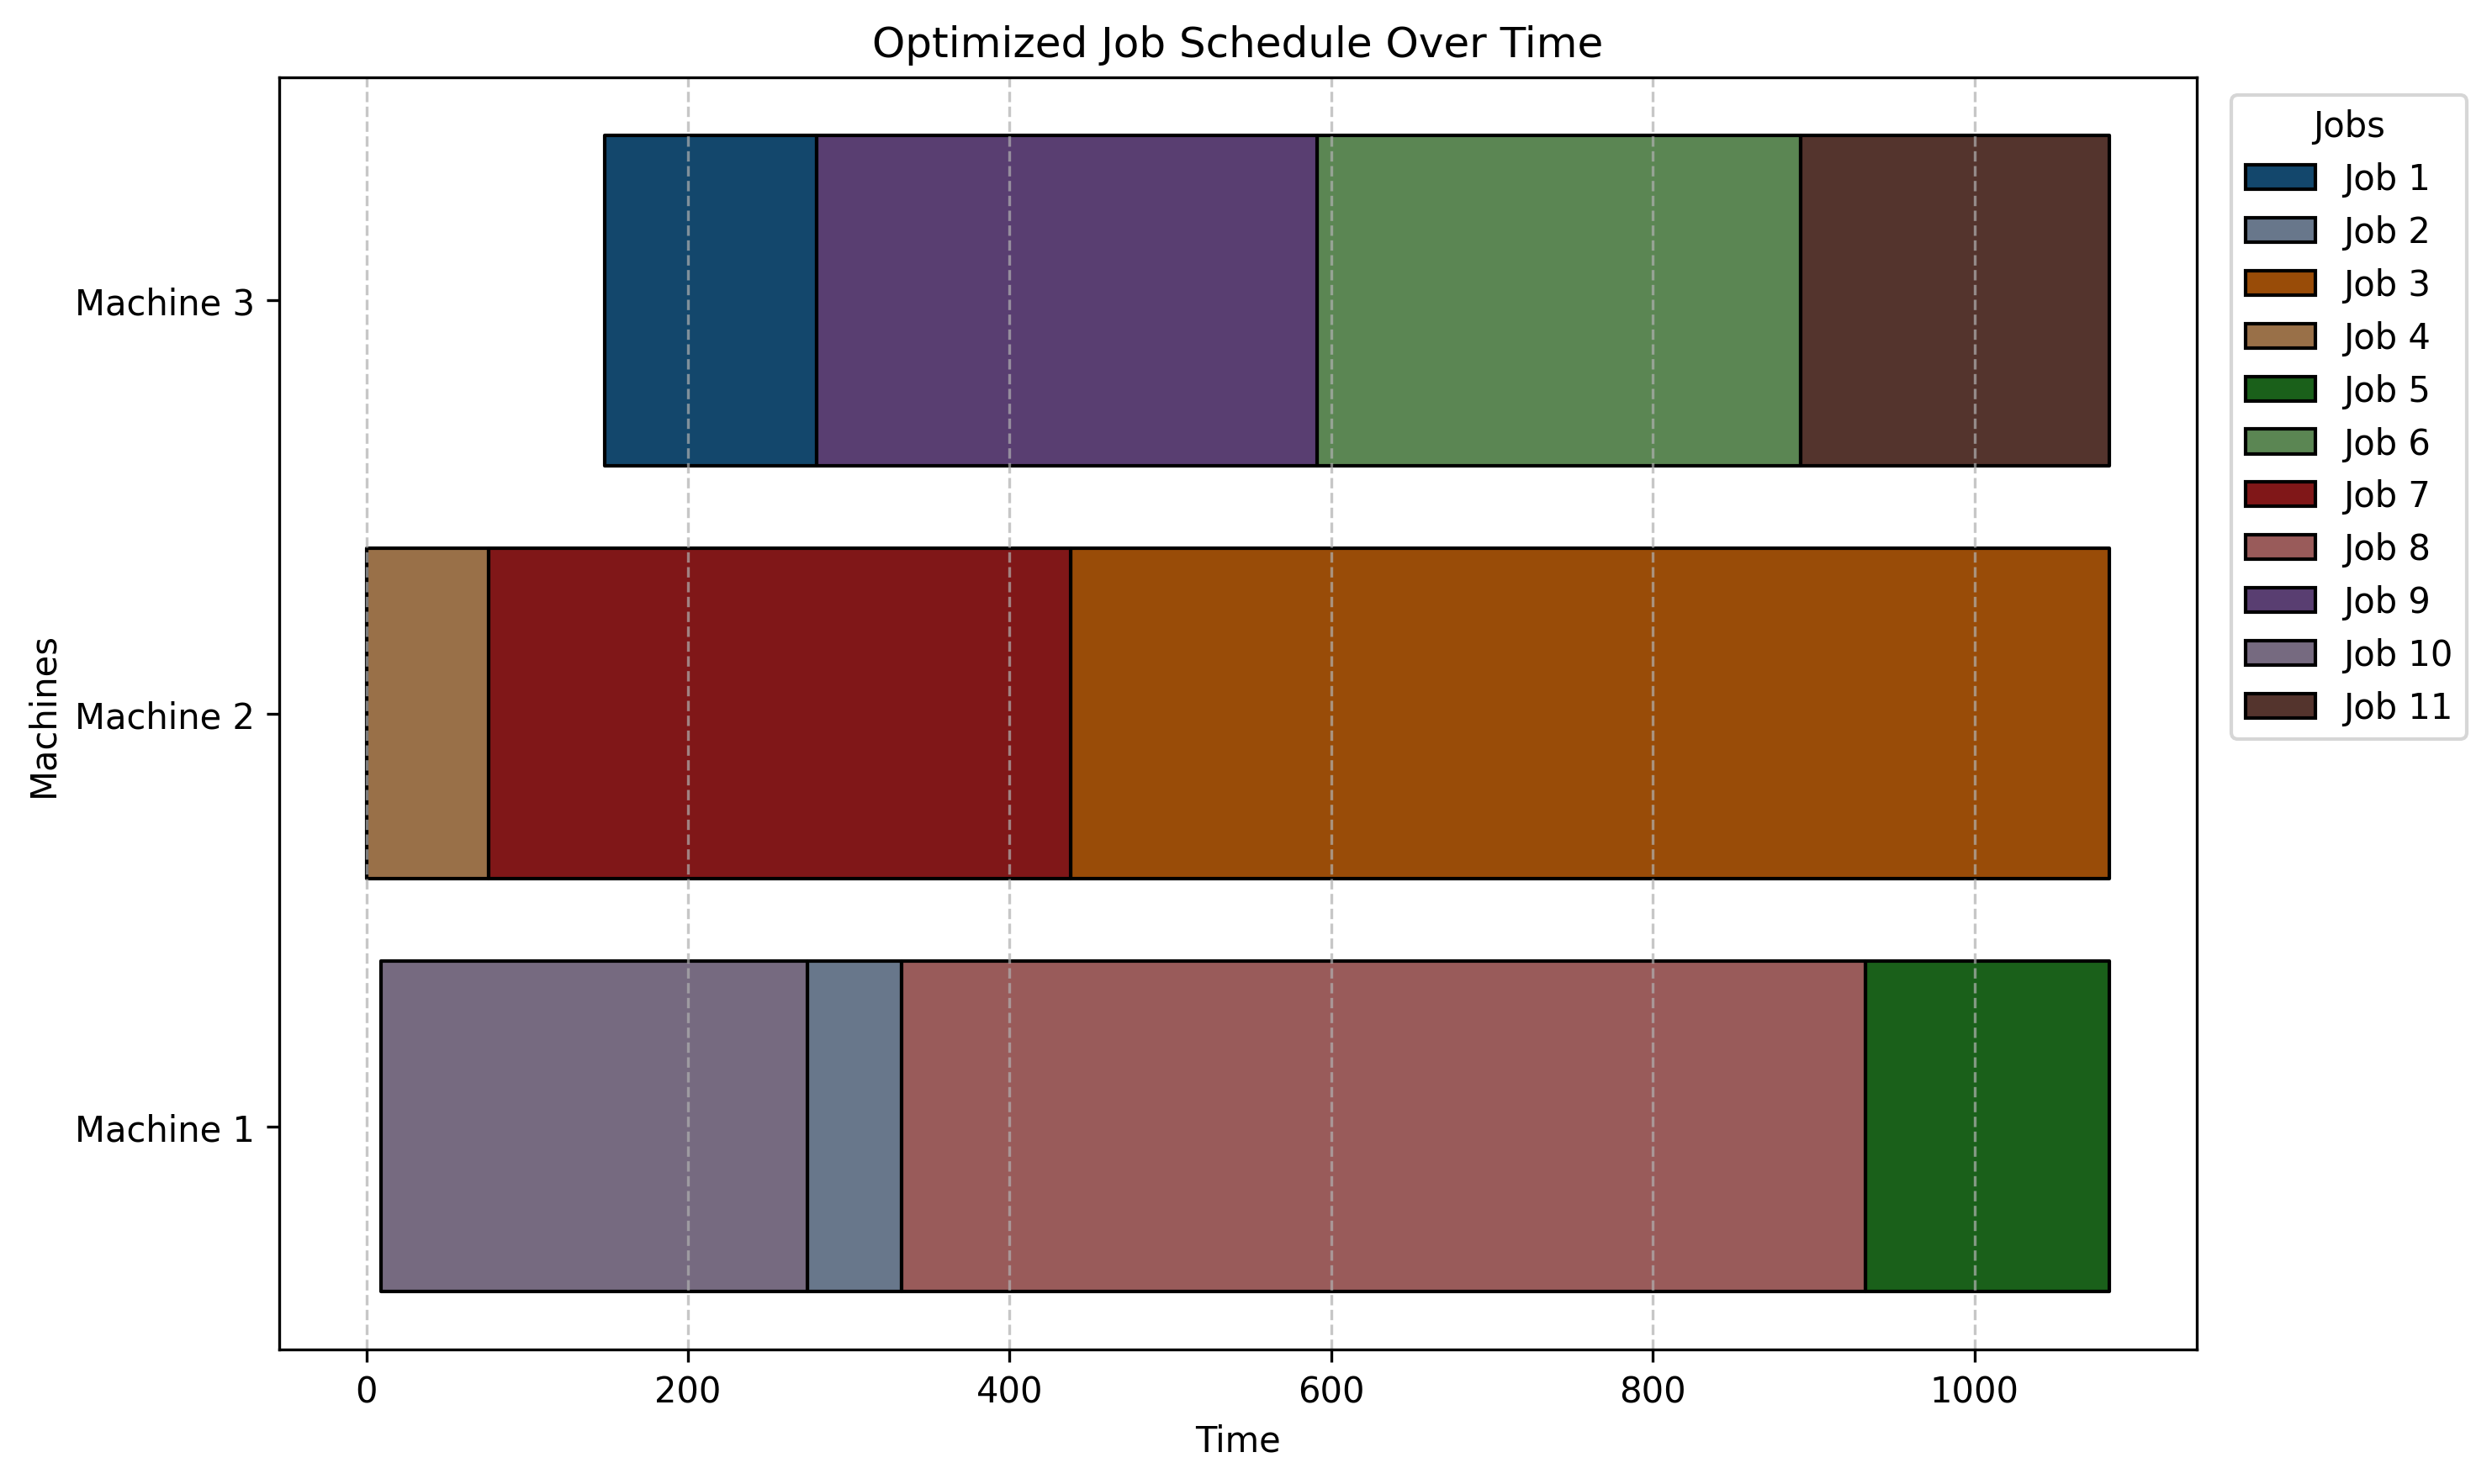 Optimized Job Schedule Over Time
Machines
Machine 3
Machine 2
Machine 1
0 200 400 600 800 1000
Time
Jobs
Job 1
Job 2
Job 3
Job 4
Job 5
Job 6
Job 7
Job 8
Job 9
Job 10
Job 11